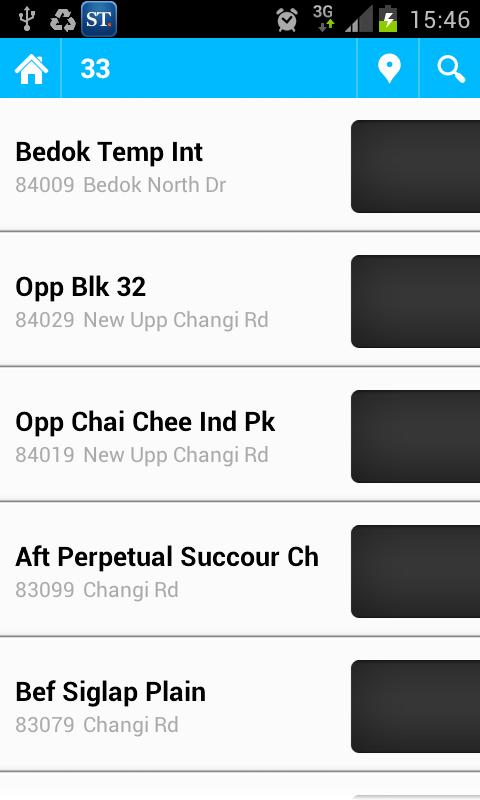 ST.
3G
15:46
33
Bedok Temp Int
84009 Bedok North Dr
Opp Blk 32
84029 New Upp Changi Rd
Opp Chai Chee Ind Pk
84019 New Upp Changi Rd
Aft Perpetual Succour Ch
83099 Changi Rd
Bef Siglap Plain
83079 Changi Rd